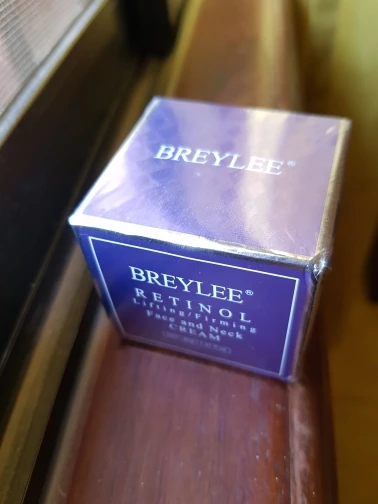 BREYLEE®
BREYLEE®
RETINOL
Lifting/Firming
Face and Neck
CREAM